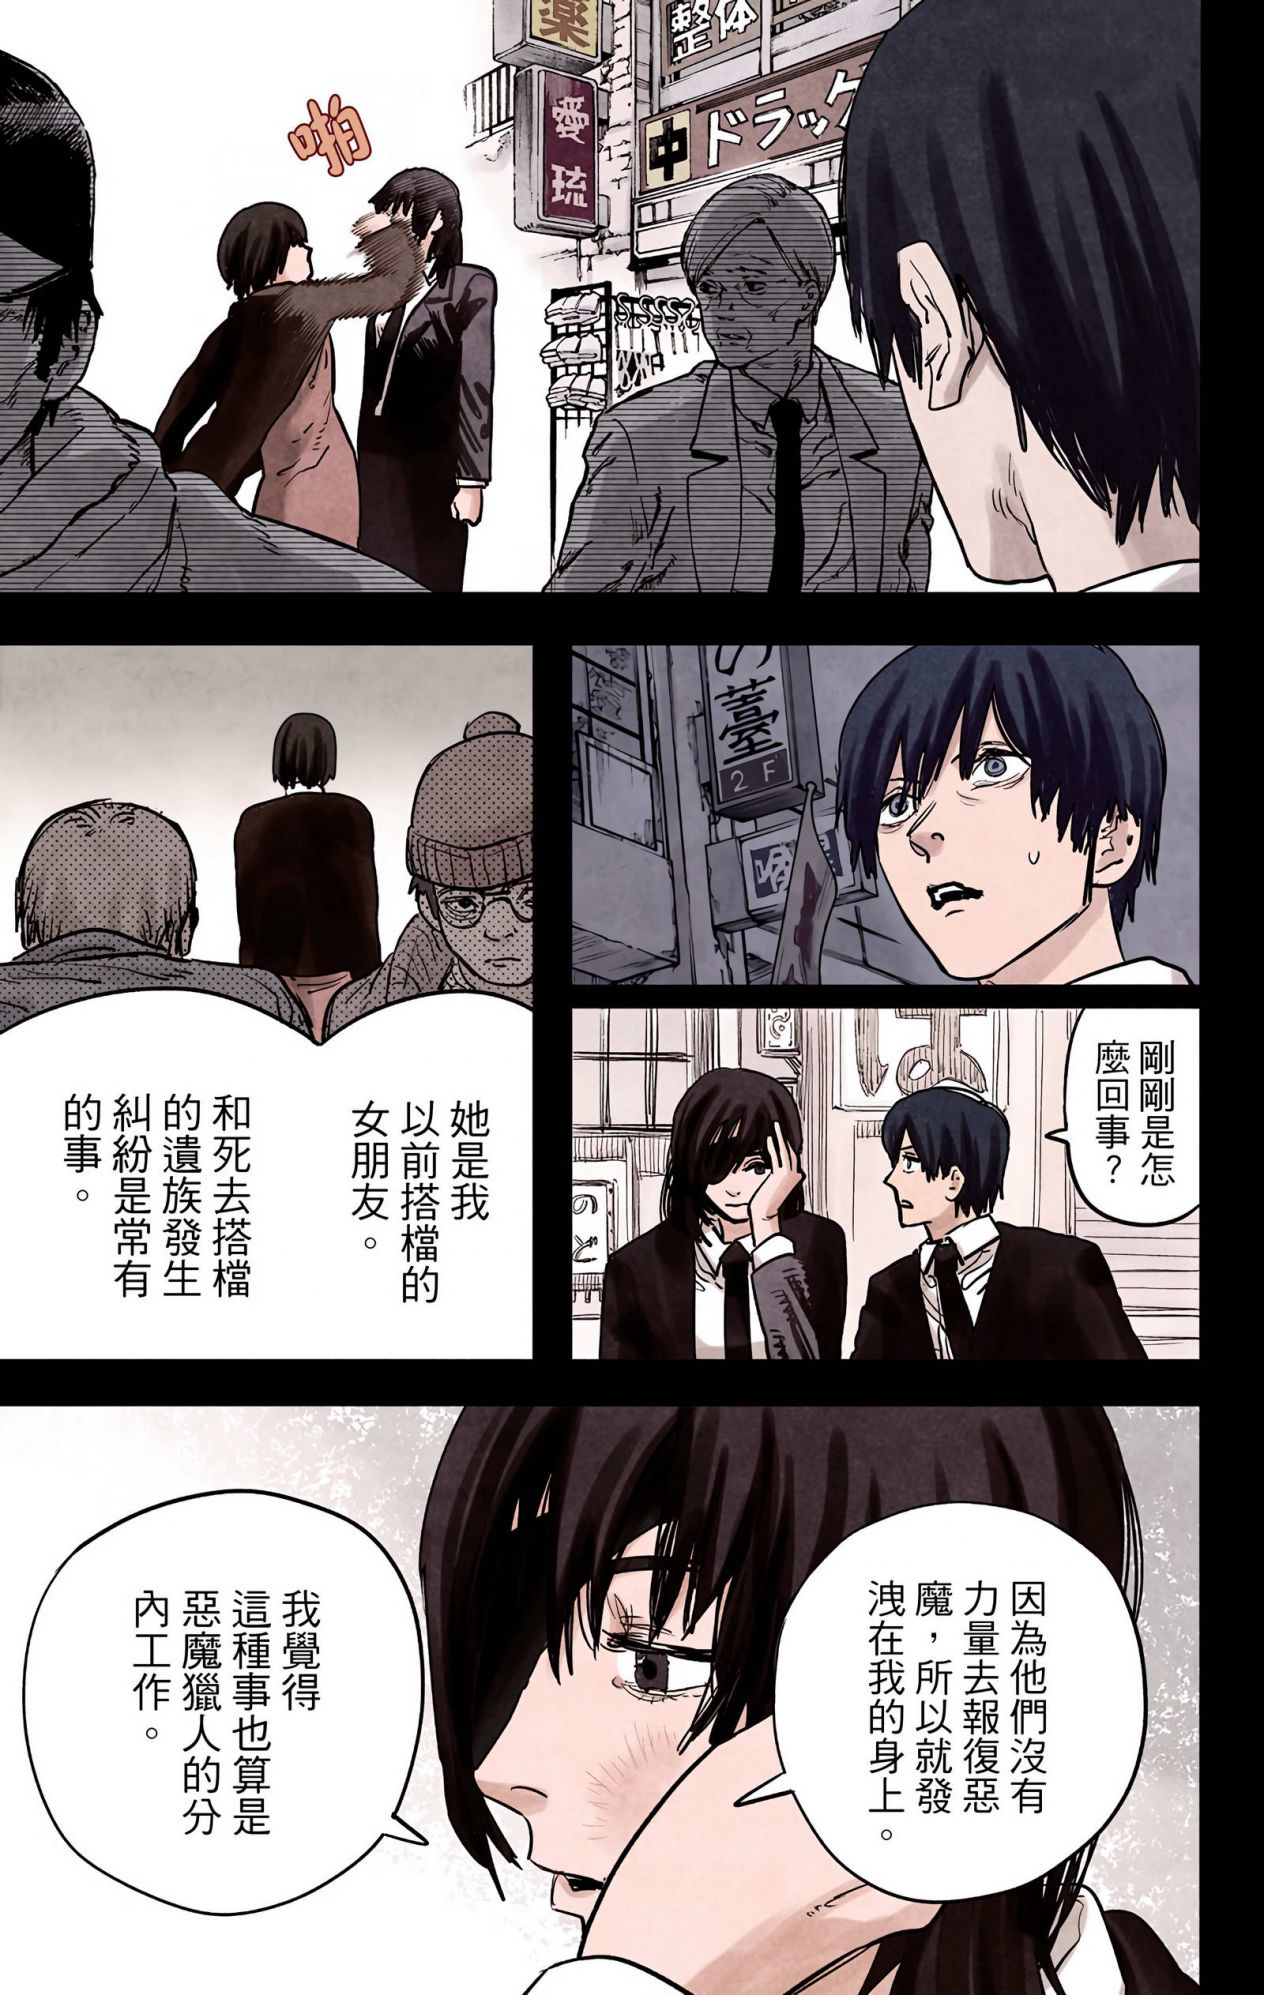 薬
整体
愛琉
中
ドラッグ
啪
の薹
2F
剛剛是怎
麼回事？
は
のど
她是我
以前搭檔的
女朋友。
和死去搭檔
的遺族發生
糾紛是常有
的事。
因為他們沒有
力量去報復惡
魔，所以就發
洩在我的身上。
我覺得
這種事也算是
惡魔獵人的分
內工作。